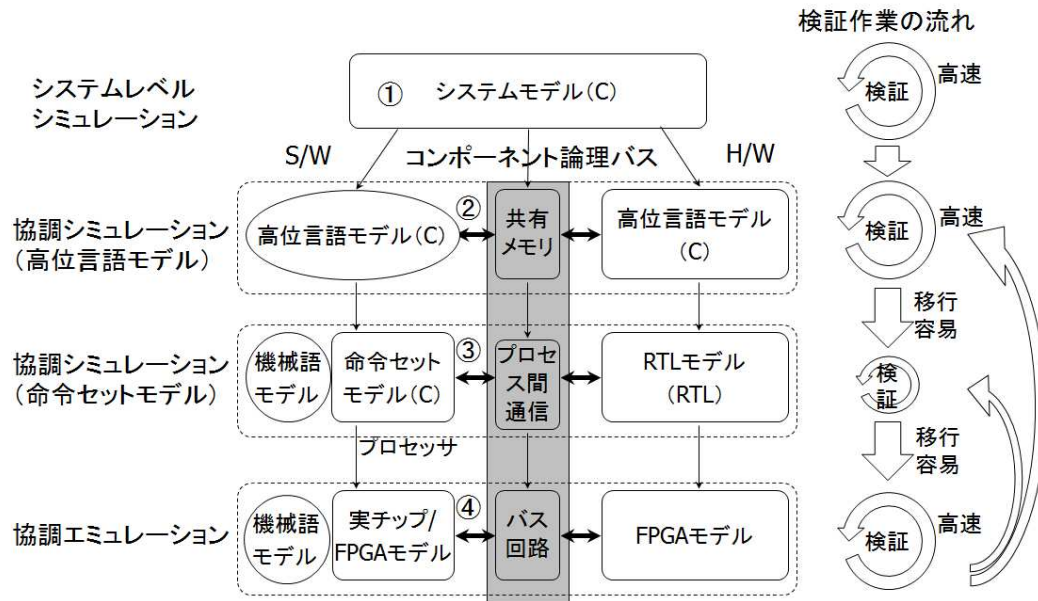 検証作業の流れ
システムレベル
シミュレーション
① システムモデル(C)
検証
高速
S/W
コンポーネント論理バス
H/W
協調シミュレーション
(高位言語モデル)
高位言語モデル(C)
②
共有
メモリ
高位言語モデル
(C)
検証
高速
移行
容易
協調シミュレーション
(命令セットモデル)
機械語
モデル
命令セット
モデル(C)
③
プロセ
ス間
通信
RTLモデル
(RTL)
検
証
プロセッサ
移行
容易
協調エミュレーション
機械語
モデル
実チップ/
FPGAモデル
④
バス
回路
FPGAモデル
検証
高速